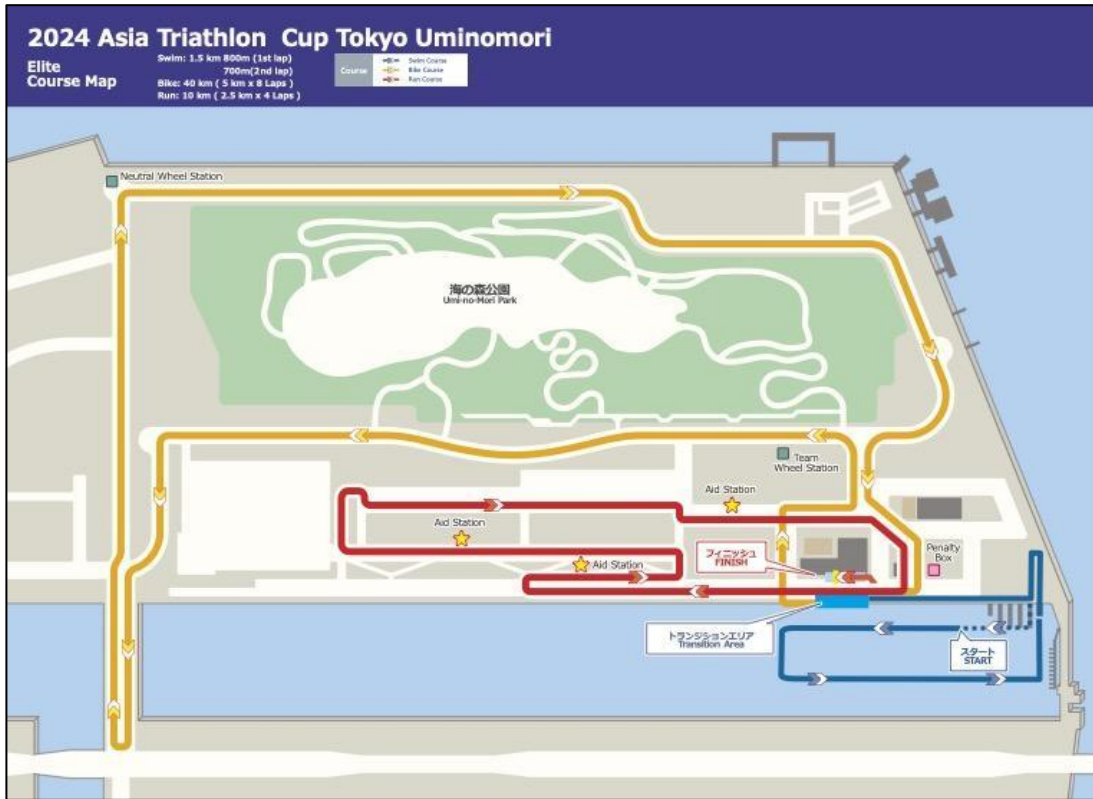 2024 Asia Triathlon Cup Tokyo Uminomori
Elite
Course Map
Swim: 1.5 km 800m (1st lap)
700m(2nd lap)
Bike: 40 km ( 5 km x 8 Laps )
Run: 10 km ( 2.5 km x 4 Laps )
Course
Swim Course
Bike Course
Run Course
Neutral Wheel Station
海の森公園
Umi-no-Mori Park
Team
Wheel Station
Aid Station
Aid Station
Aid Station
フィニッシュ
FINISH
Penalty
Box
トランジションエリア
Transition Area
スタート
START